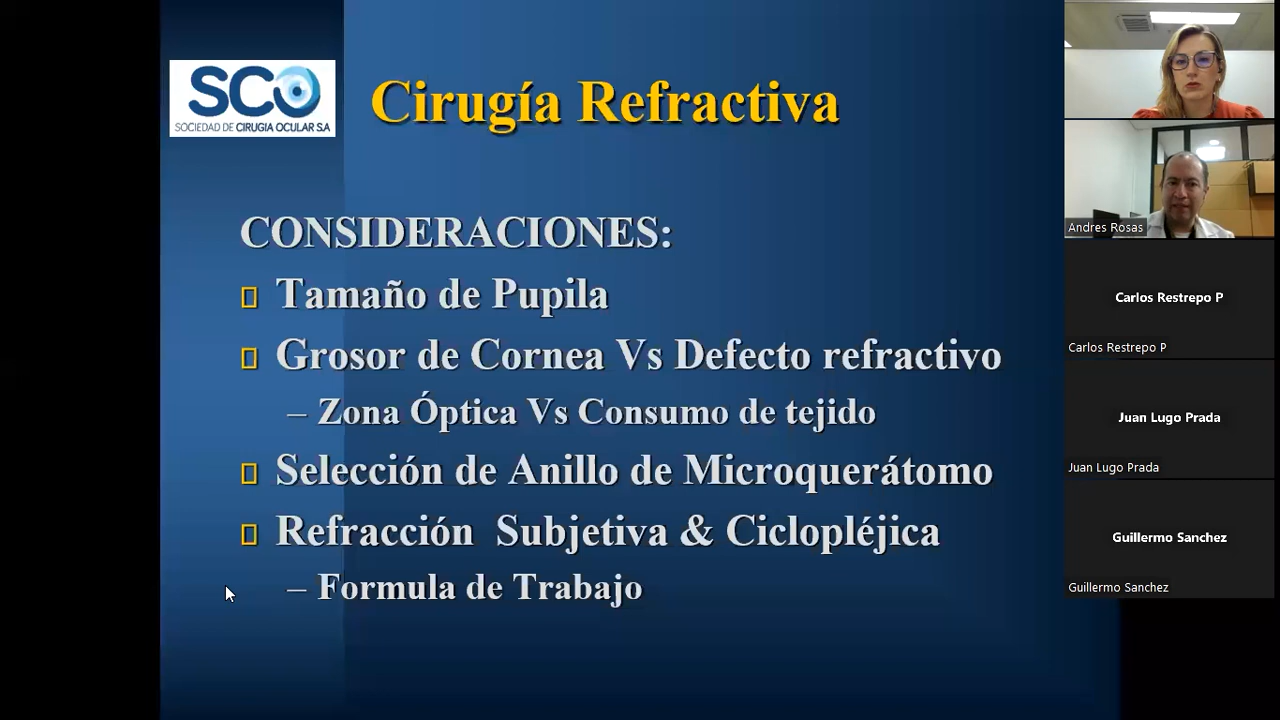 SCO
SOCIEDAD DE CIRUGIA OCULAR S.A
Cirugía Refractiva
CONSIDERACIONES:
Tamaño de Pupila
Grosor de Cornea Vs Defecto refractivo
– Zona Óptica Vs Consumo de tejido
Selección de Anillo de Microquerátomo
Refracción Subjetiva & Ciclopléjica
– Formula de Trabajo
Andres Rosas
Carlos Restrepo P
Carlos Restrepo P
Juan Lugo Prada
Juan Lugo Prada
Guillermo Sanchez
Guillermo Sanchez